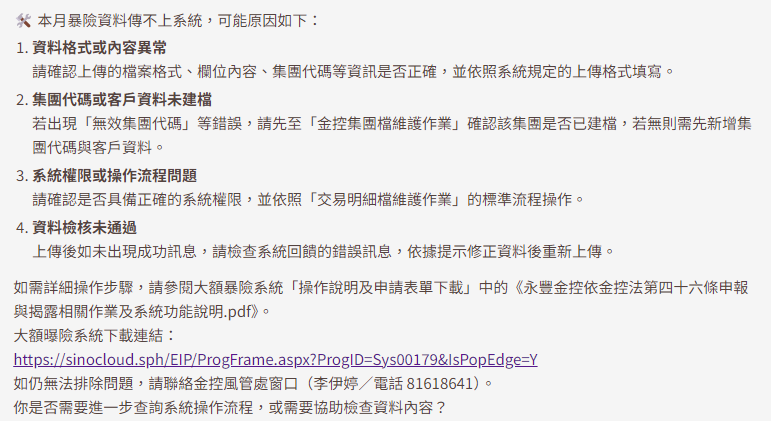 🛠️ 本月暴險資料傳不上系統，可能原因如下：
1. 資料格式或內容異常
請確認上傳的檔案格式、欄位內容、集團代碼等資訊是否正確，並依照系統規定的上傳格式填寫。
2. 集團代碼或客戶資料未建檔
若出現「無效集團代碼」等錯誤，請先至「金控集團檔維護作業」確認該集團是否已建檔，若無則需先新增集
團代碼與客戶資料。
3. 系統權限或操作流程問題
請確認是否具備正確的系統權限，並依照「交易明細檔維護作業」的標準流程操作。
4. 資料檢核未通過
上傳後如未出現成功訊息，請檢查系統回饋的錯誤訊息，依據提示修正資料後重新上傳。
如需詳細操作步驟，請參閱大額暴險系統「操作說明及申請表單下載」中的《永豐金控依金控法第四十六條申報
與揭露相關作業及系統功能說明.pdf》。
大額曝險系統下載連結：
https://sinocloud.sph/EIP/ProgFrame.aspx?ProgID=Sys00179&IsPopEdge=Y
如仍無法排除問題，請聯絡金控風管處窗口（李伊婷／電話 81618641）。
你是否需要進一步查詢系統操作流程，或需要協助檢查資料內容？